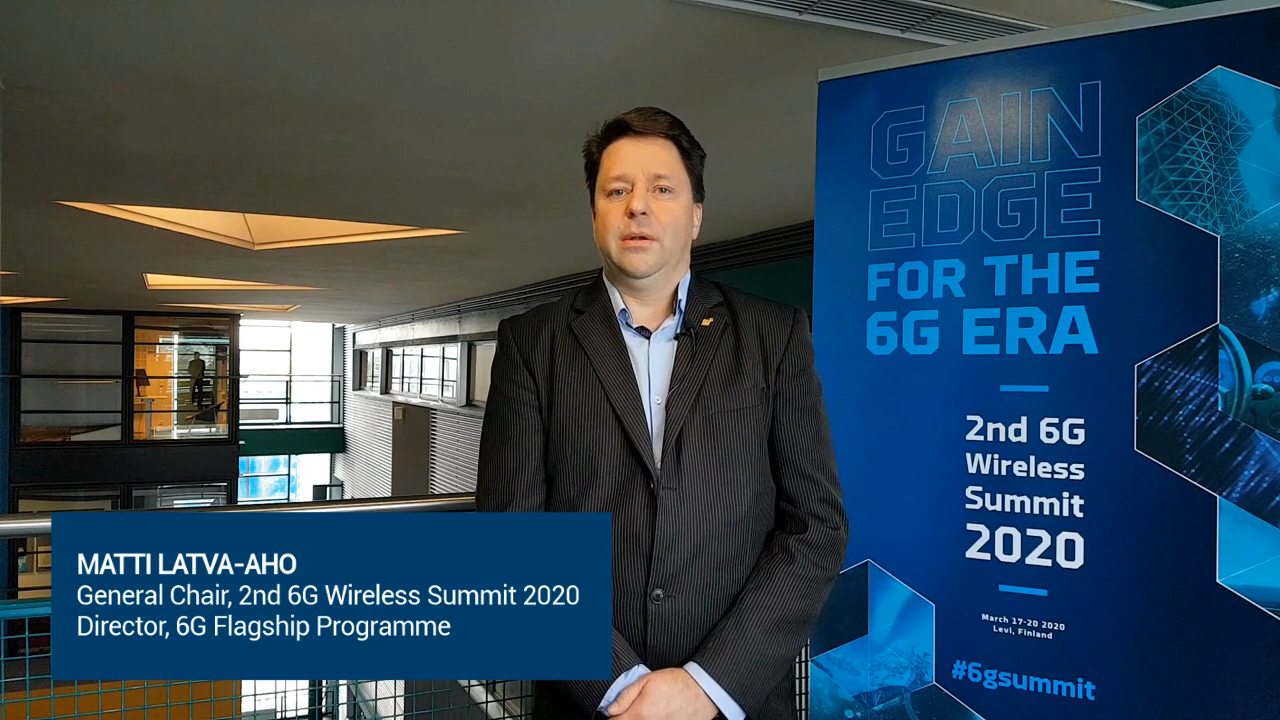 MATTI LATVA-AHO
General Chair, 2nd 6G Wireless Summit 2020
Director, 6G Flagship Programme
GAIN
EDGE
FOR THE
6G ERA
2nd 6G
Wireless
Summit
2020
March 17-20 2020
Levi, Finland
#6gsummit